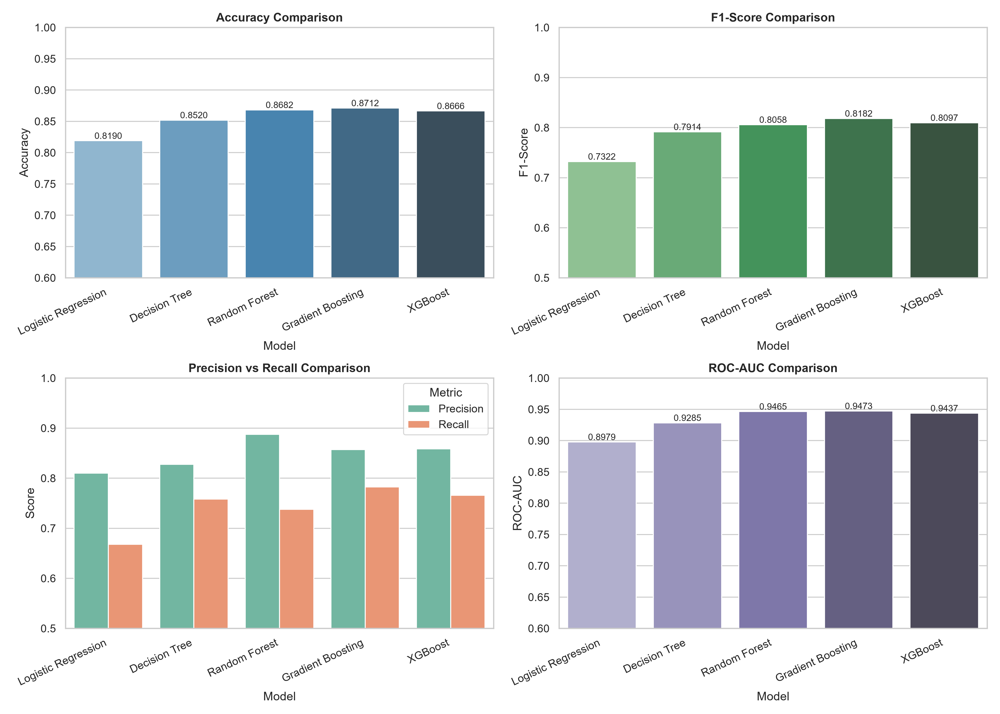 Accuracy Comparison
1.00
0.95
0.90
0.85
0.80
0.75
0.70
0.65
0.60
Accuracy
0.8190
0.8520
0.8682
0.8712
0.8666
Logistic Regression
Decision Tree
Random Forest
Gradient Boosting
XGBoost
Model
F1-Score Comparison
1.0
0.9
0.8
0.7
0.6
0.5
F1-Score
0.7322
0.7914
0.8058
0.8182
0.8097
Logistic Regression
Decision Tree
Random Forest
Gradient Boosting
XGBoost
Model
Precision vs Recall Comparison
1.0
0.9
0.8
0.7
0.6
0.5
Score
Metric
Precision
Recall
Logistic Regression
Decision Tree
Random Forest
Gradient Boosting
XGBoost
Model
ROC-AUC Comparison
1.00
0.95
0.90
0.85
0.80
0.75
0.70
0.65
0.60
ROC-AUC
0.8979
0.9285
0.9465
0.9473
0.9437
Logistic Regression
Decision Tree
Random Forest
Gradient Boosting
XGBoost
Model